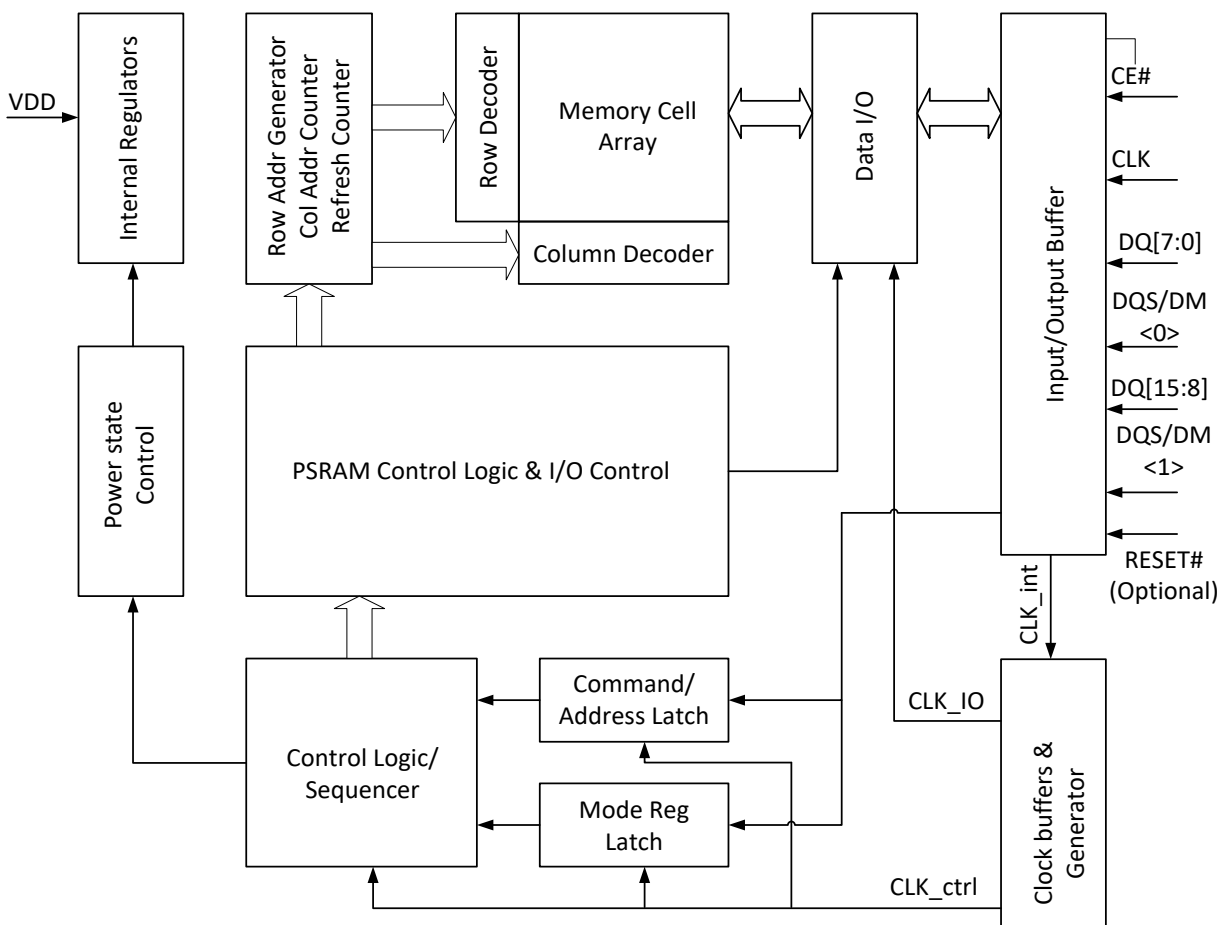 VDD
Internal Regulators
Row Addr Generator
Col Addr Counter
Refresh Counter
Row Decoder
Memory Cell
Array
Column Decoder
Data I/O
Input/Output Buffer
CE#
CLK
DQ[7:0]
DQS/DM
<0>
DQ[15:8]
DQS/DM
<1>
RESET#
(Optional)
Power state
Control
PSRAM Control Logic & I/O Control
CLK_int
Control Logic/
Sequencer
Command/
Address Latch
Mode Reg
Latch
CLK_IO
CLK_ctrl
Clock buffers &
Generator